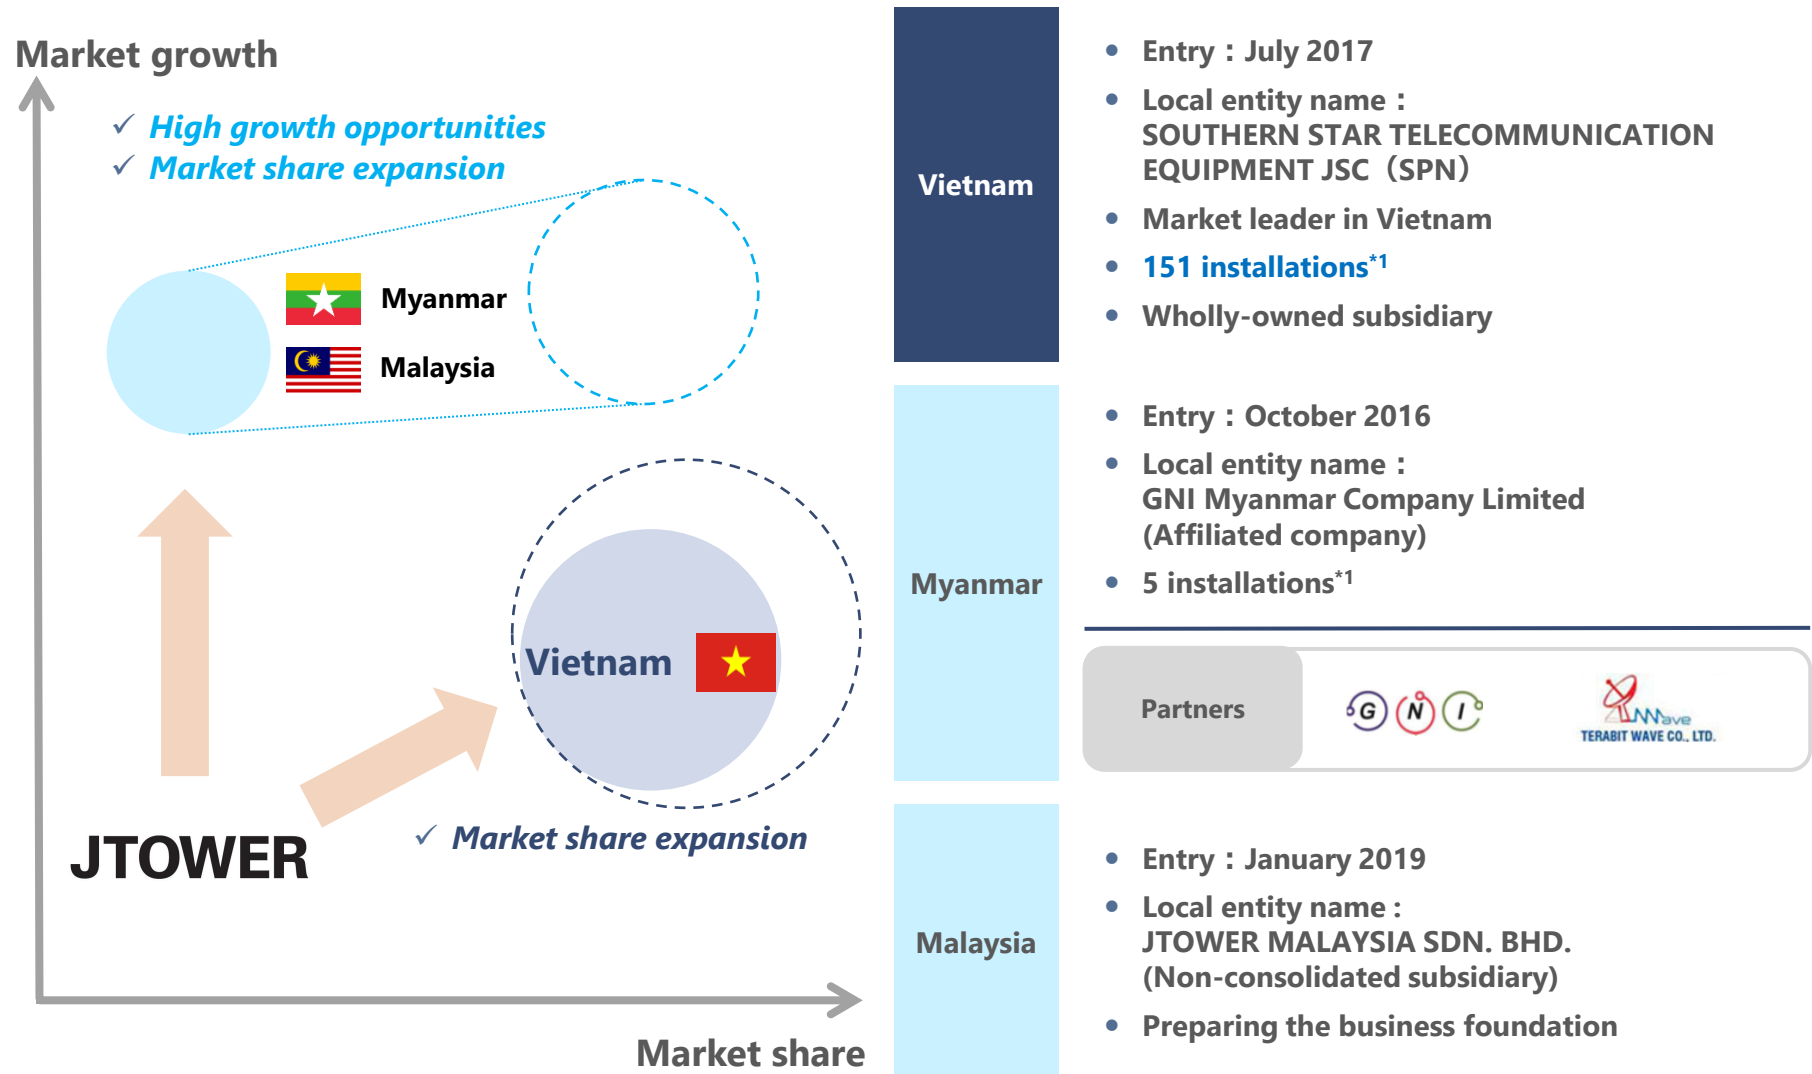 Market growth
✓ High growth opportunities
✓ Market share expansion
Myanmar
Malaysia
Vietnam
✓ Market share expansion
JTOWER
Market share
Vietnam
• Entry：July 2017
• Local entity name：
SOUTHERN STAR TELECOMMUNICATION
EQUIPMENT JSC（SPN）
• Market leader in Vietnam
• 151 installations*1
• Wholly-owned subsidiary
Myanmar
• Entry：October 2016
• Local entity name：
GNI Myanmar Company Limited
(Affiliated company)
• 5 installations*1
Partners
G N I
Wave
TERABIT WAVE CO., LTD.
Malaysia
• Entry：January 2019
• Local entity name :
JTOWER MALAYSIA SDN. BHD.
(Non-consolidated subsidiary)
• Preparing the business foundation